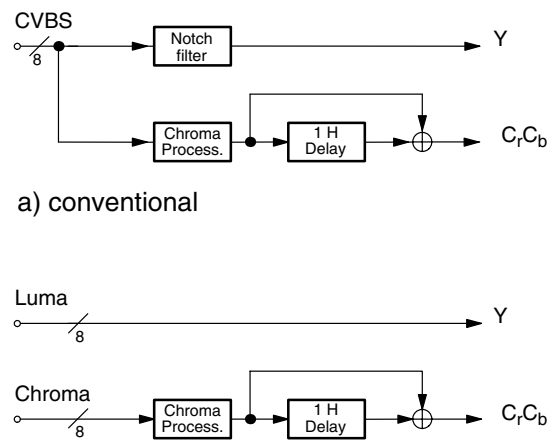 CVBS
8
Notch
filter
Y
Chroma
Process.
1 H
Delay
CrCb
a) conventional
Luma
8
Y
Chroma
8
Chroma
Process.
1 H
Delay
CrCb